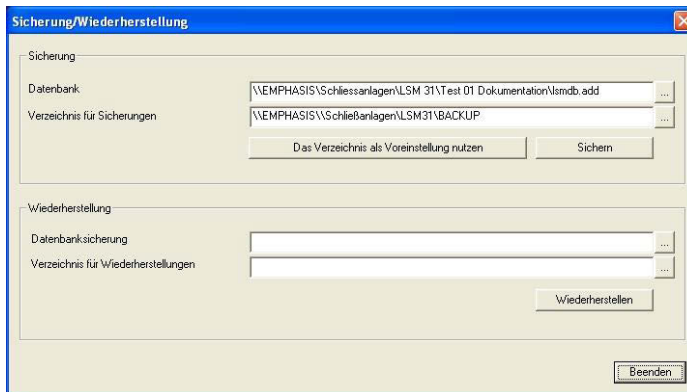 Sicherung/Wiederherstellung
Sicherung
Datenbank
\\EMPHASIS\Schliessanlagen\LSM 31\Test 01 Dokumentation\lsmdb.add
...
Verzeichnis für Sicherungen
\\EMPHASIS\\Schließanlagen\LSM31\BACKUP
...
Das Verzeichnis als Voreinstellung nutzen
Sichern
Wiederherstellung
Datenbanksicherung
...
Verzeichnis für Wiederherstellungen
...
Wiederherstellen
Beenden